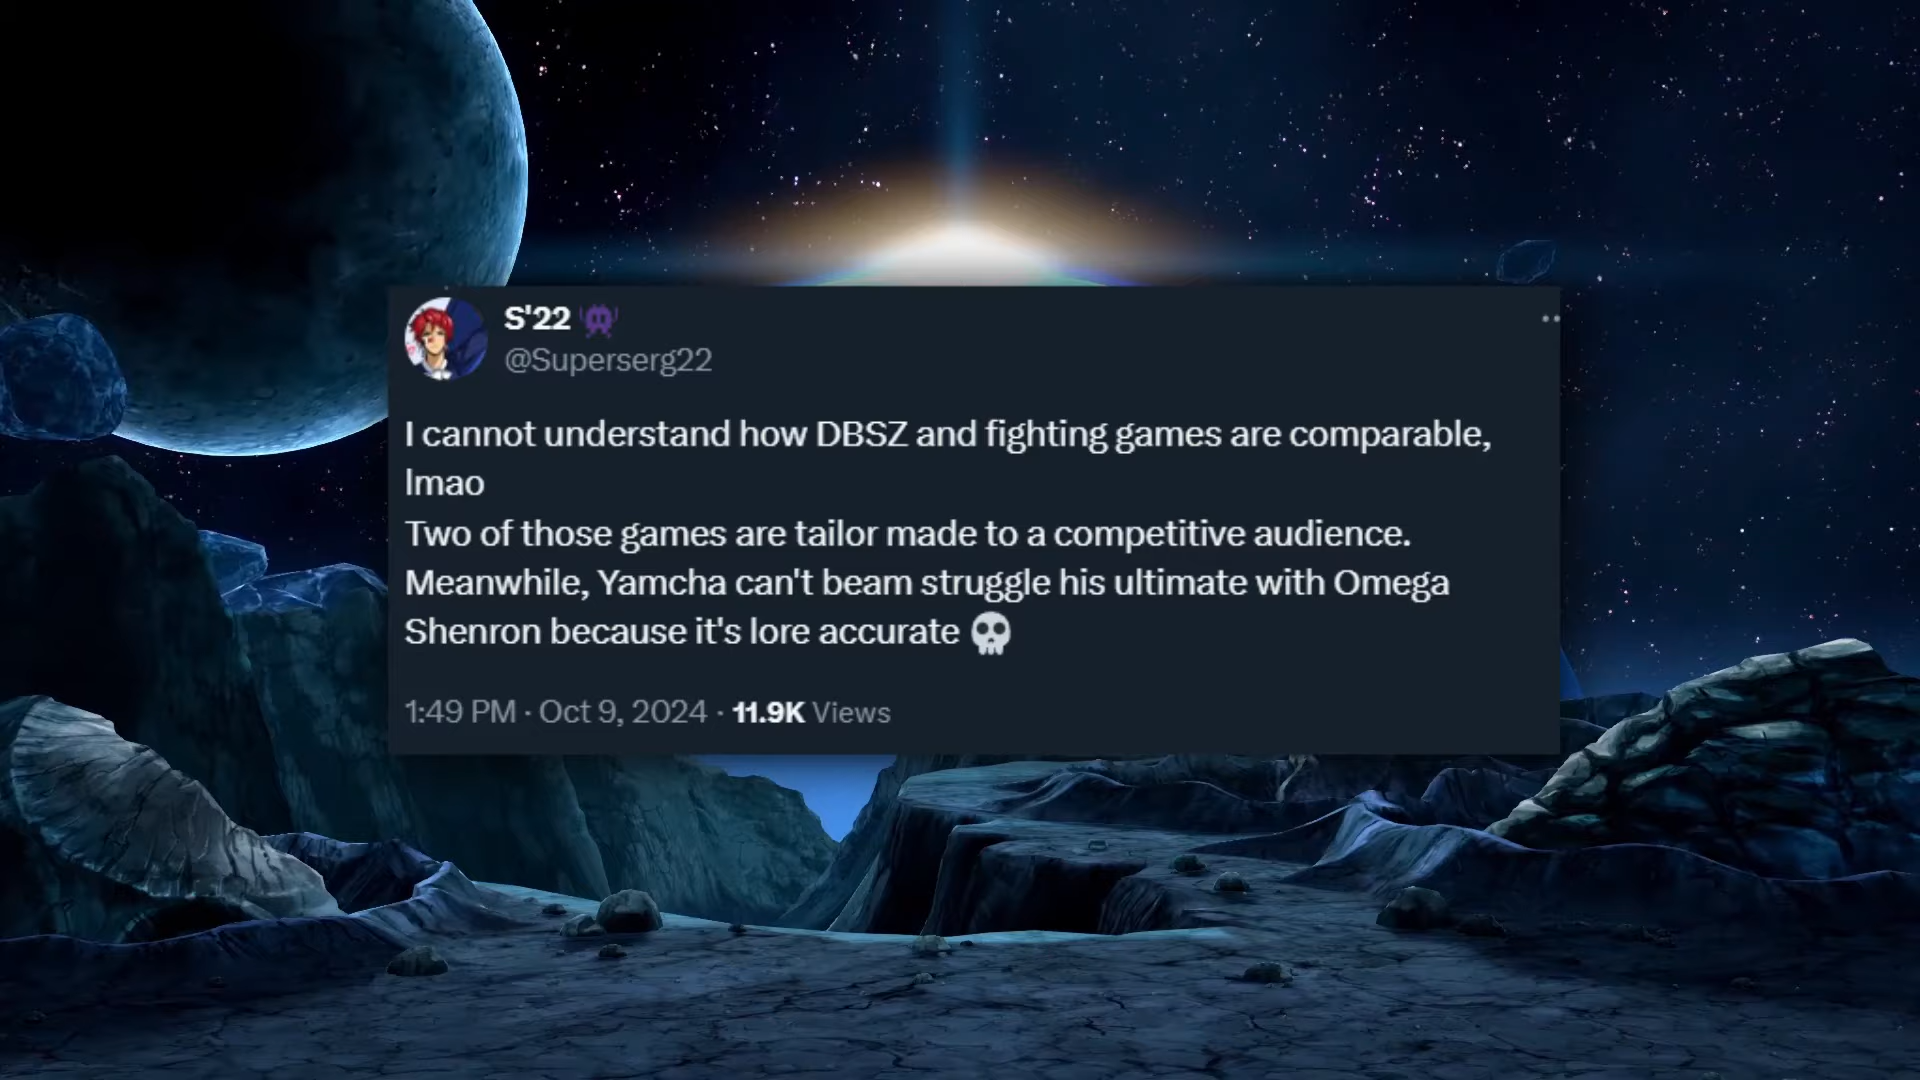 S'22 👾
@Superserg22
I cannot understand how DBSZ and fighting games are comparable,
lmao
Two of those games are tailor made to a competitive audience.
Meanwhile, Yamcha can't beam struggle his ultimate with Omega
Shenron because it's lore accurate 💀
1:49 PM · Oct 9, 2024 · 11.9K Views